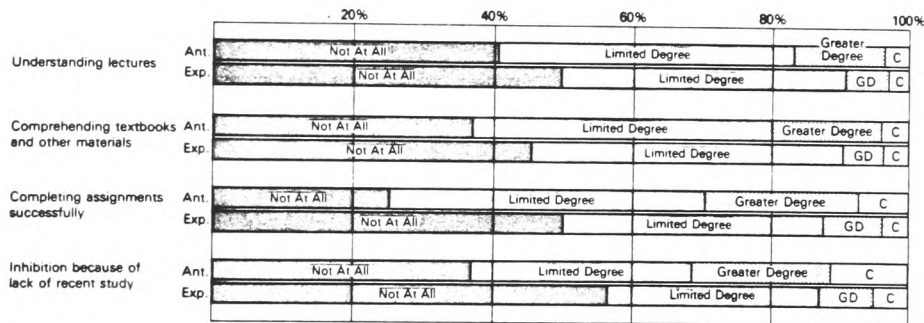 20% 40% 60% 80% 100%
Understanding lectures
Ant. Not At All Limited Degree Greater Degree C
Exp. Not At All Limited Degree GD C
Comprehending textbooks and other materials
Ant. Not At All Limited Degree Greater Degree C
Exp. Not At All Limited Degree GD C
Completing assignments successfully
Ant. Not At All Limited Degree Greater Degree C
Exp. Not At All Limited Degree GD C
Inhibition because of lack of recent study
Ant. Not At All Limited Degree Greater Degree C
Exp. Not At All Limited Degree GD C